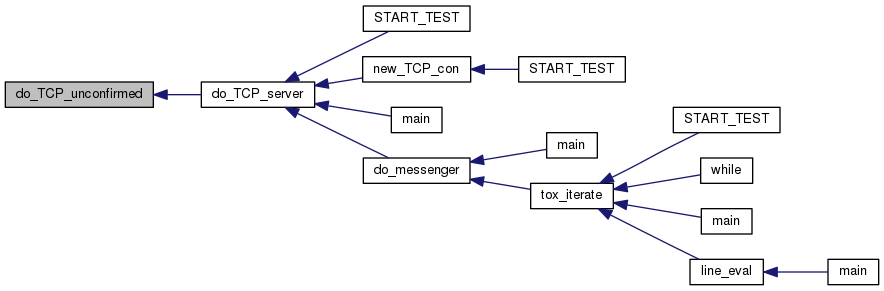 START_TEST
new_TCP_con
START_TEST
do_TCP_unconfirmed
do_TCP_server
main
START_TEST
main
do_messenger
while
tox_iterate
main
line_eval
main